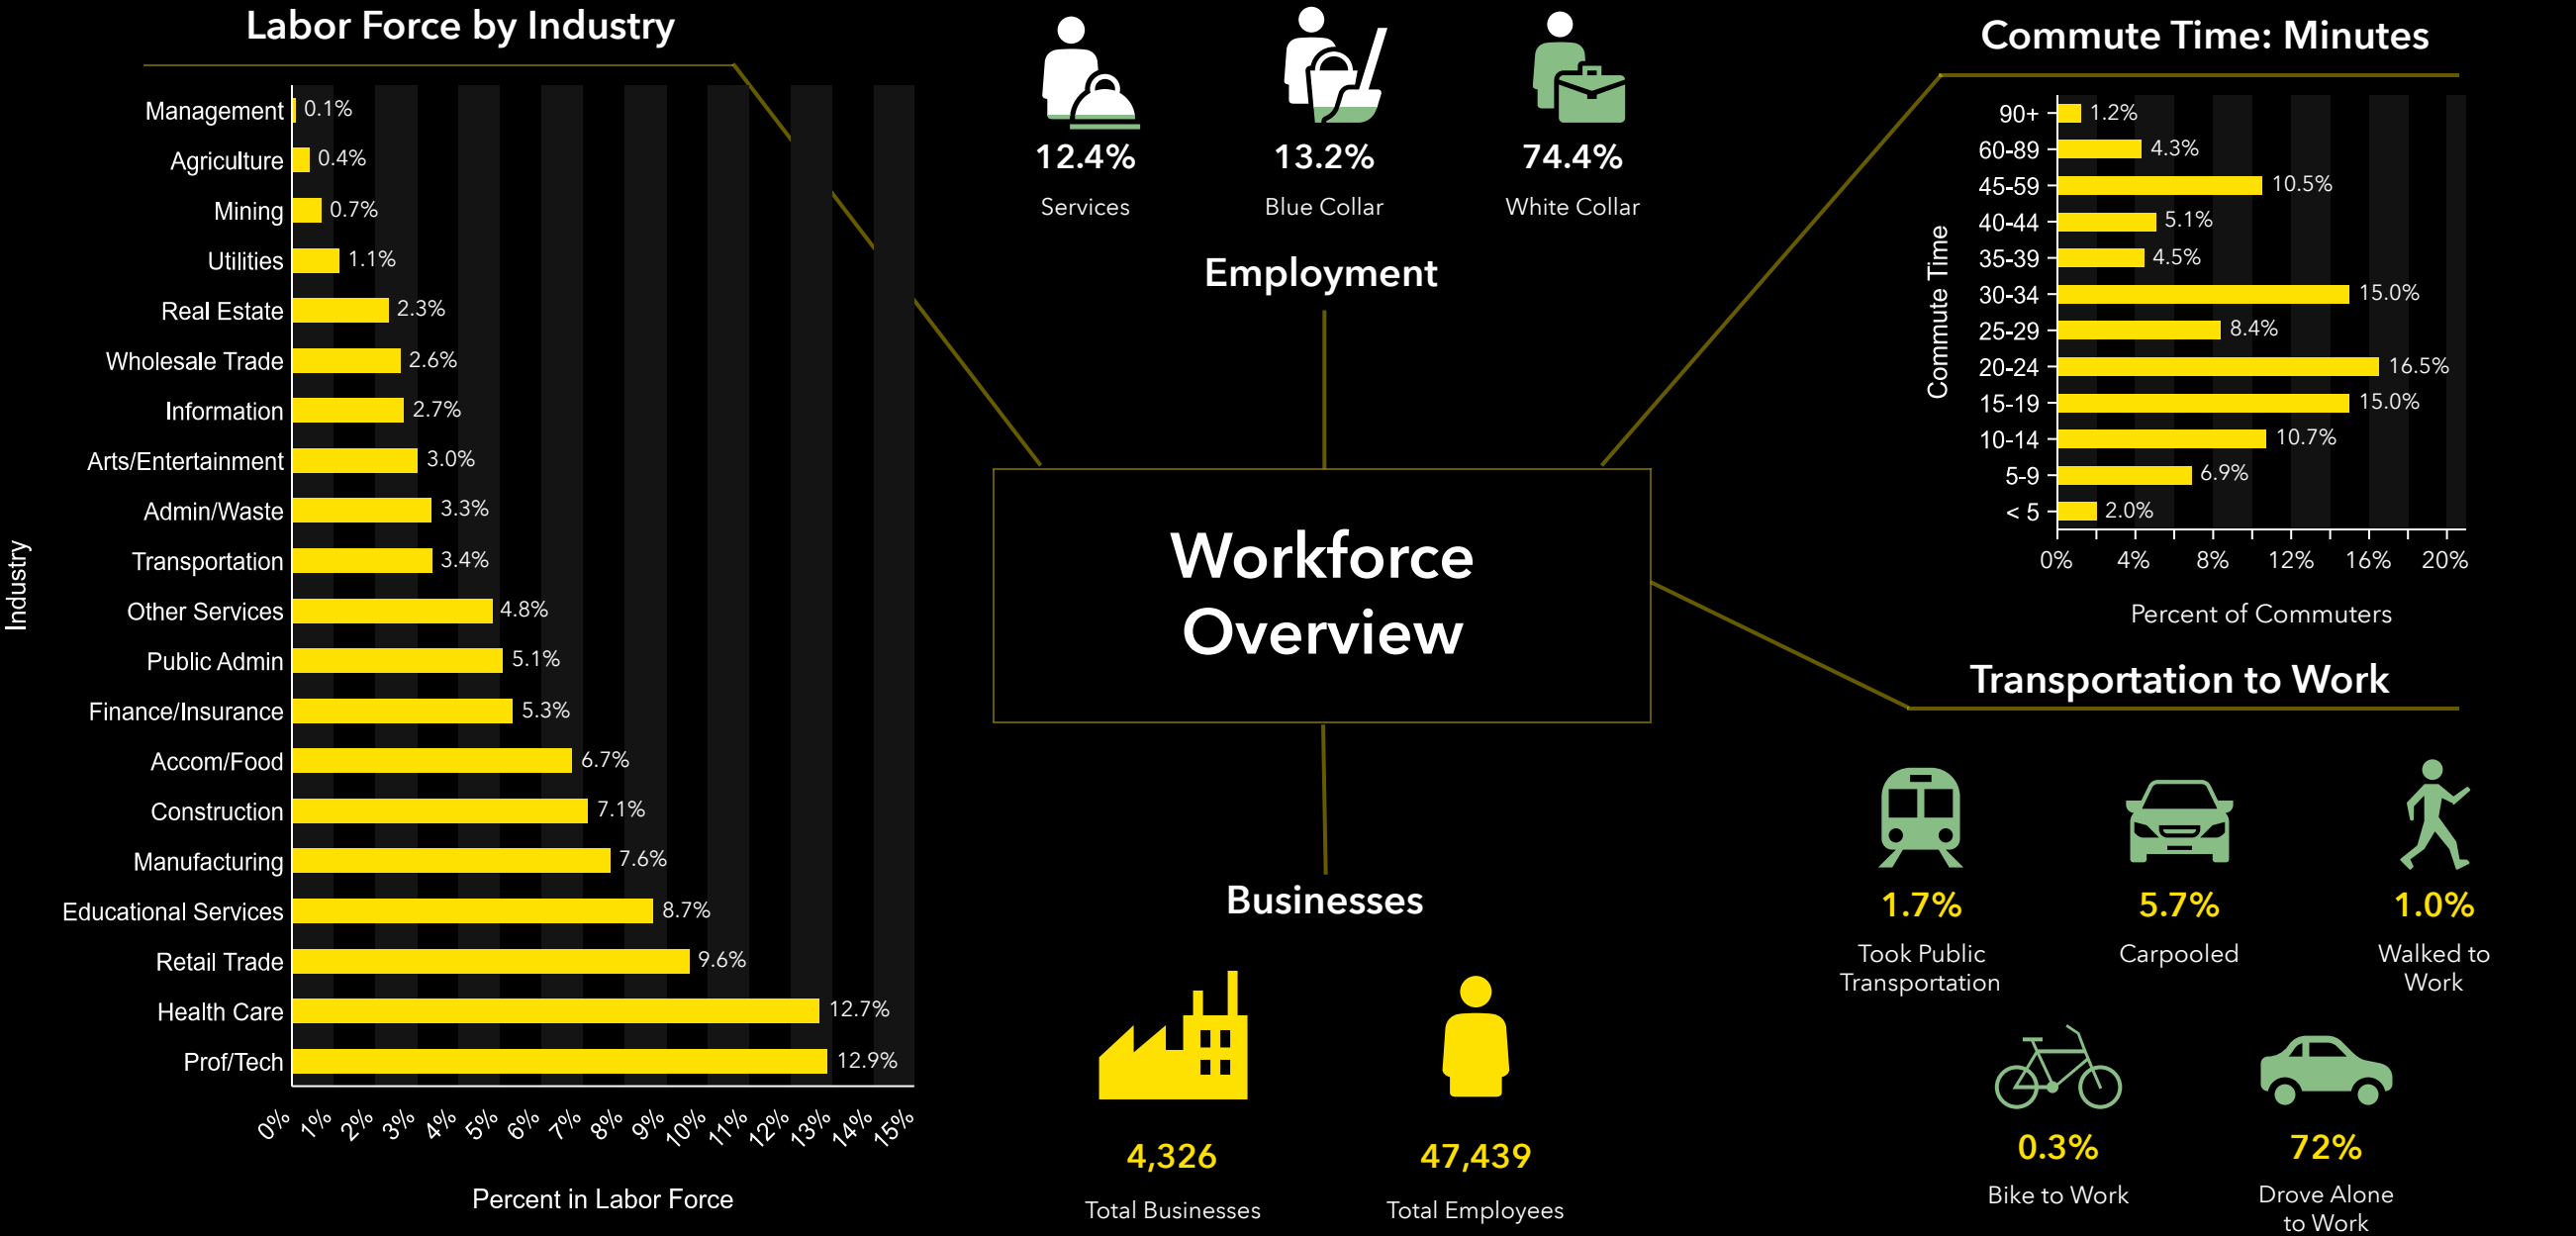 Labor Force by Industry
Industry
Management 0.1%
Agriculture 0.4%
Mining 0.7%
Utilities 1.1%
Real Estate 2.3%
Wholesale Trade 2.6%
Information 2.7%
Arts/Entertainment 3.0%
Admin/Waste 3.3%
Transportation 3.4%
Other Services 4.8%
Public Admin 5.1%
Finance/Insurance 5.3%
Accom/Food 6.7%
Construction 7.1%
Manufacturing 7.6%
Educational Services 8.7%
Retail Trade 9.6%
Health Care 12.7%
Prof/Tech 12.9%
0% 1% 2% 3% 4% 5% 6% 7% 8% 9% 10% 11% 12% 13% 14% 15%
Percent in Labor Force
12.4% 13.2% 74.4%
Services Blue Collar White Collar
Employment
Workforce
Overview
Businesses
4,326 47,439
Total Businesses Total Employees
Commute Time: Minutes
Commute Time
90+ 1.2%
60-89 4.3%
45-59 10.5%
40-44 5.1%
35-39 4.5%
30-34 15.0%
25-29 8.4%
20-24 16.5%
15-19 15.0%
10-14 10.7%
5-9 6.9%
< 5 2.0%
0% 4% 8% 12% 16% 20%
Percent of Commuters
Transportation to Work
1.7% 5.7% 1.0%
Took Public Carpooled Walked to
Transportation Work
0.3% 72%
Bike to Work Drove Alone
to Work